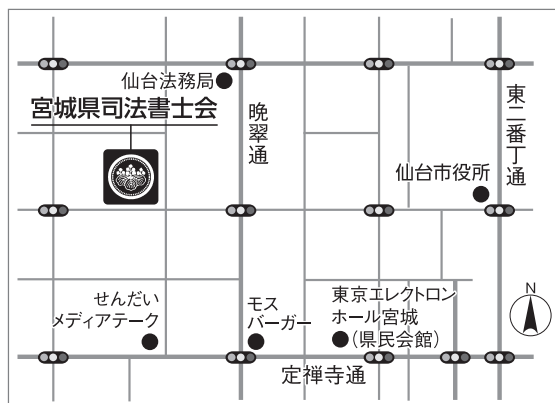 仙台法務局
宮城県司法書士会
晩翠通
東二番丁通
仙台市役所
せんだい
メディアテーク
モス
バーガー
東京エレクトロン
ホール宮城
(県民会館)
N
定禅寺通